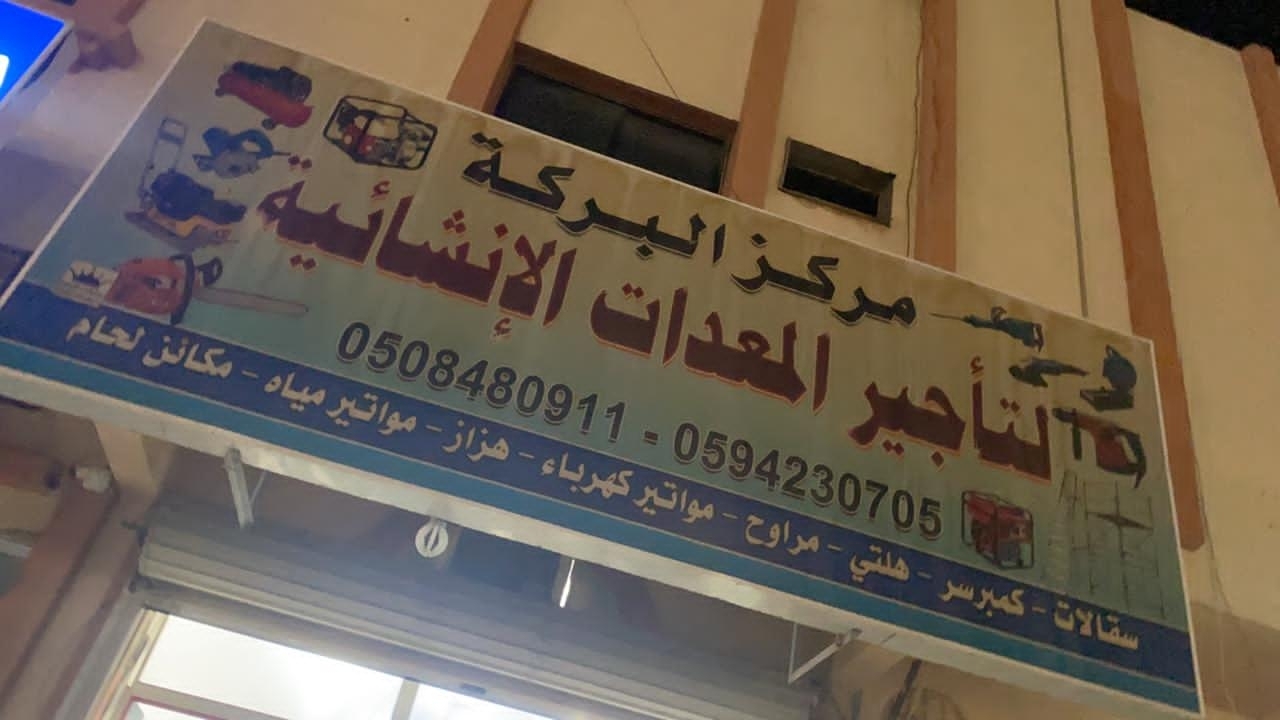 مركز البركة
لتأجير المعدات الإنشائية
0508480911 - 0594230705
سقالات - كمبرسر - هلتي - مراوح - مواتير كهرباء - هزاز - مواتير مياه - مكائن لحام